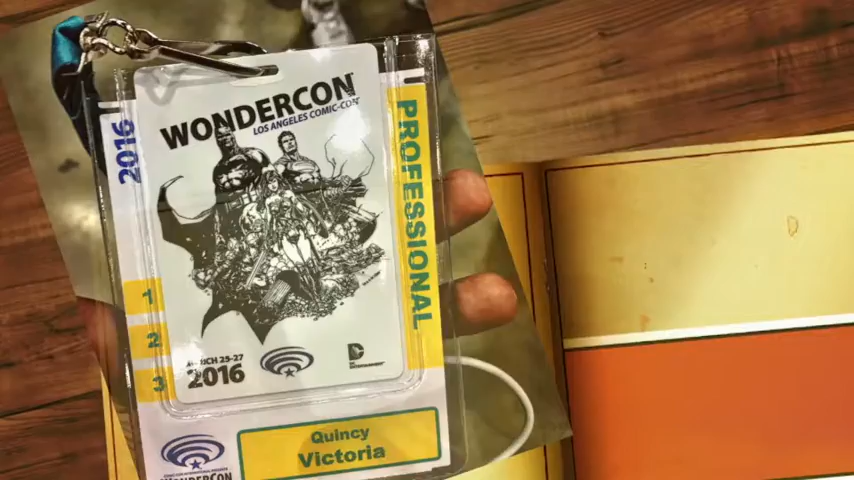 WONDERCON
LOS ANGELES COMIC-CON
2016
PROFESSIONAL
1
2
3
MARCH 25-27
2016
Quincy
Victoria
WONDERCON